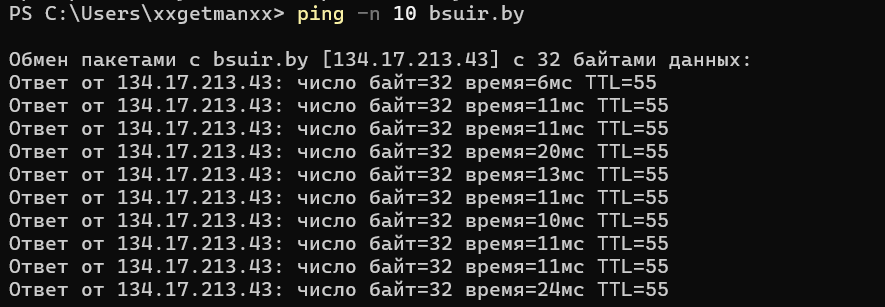 PS C:\Users\xxgetmanxx> ping -n 10 bsuir.by
Обмен пакетами с bsuir.by [134.17.213.43] с 32 байтами данных:
Ответ от 134.17.213.43: число байт=32 время=6мс TTL=55
Ответ от 134.17.213.43: число байт=32 время=11мс TTL=55
Ответ от 134.17.213.43: число байт=32 время=11мс TTL=55
Ответ от 134.17.213.43: число байт=32 время=20мс TTL=55
Ответ от 134.17.213.43: число байт=32 время=13мс TTL=55
Ответ от 134.17.213.43: число байт=32 время=11мс TTL=55
Ответ от 134.17.213.43: число байт=32 время=10мс TTL=55
Ответ от 134.17.213.43: число байт=32 время=11мс TTL=55
Ответ от 134.17.213.43: число байт=32 время=11мс TTL=55
Ответ от 134.17.213.43: число байт=32 время=24мс TTL=55